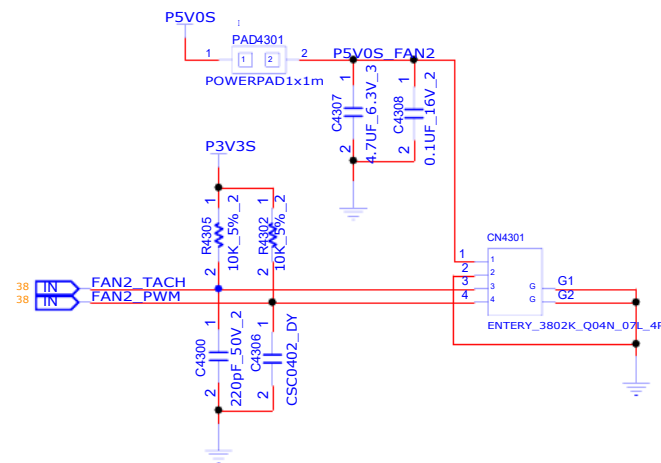 P5V0S
PAD4301
1 1 2 2
POWERPAD1x1m
P5V0S_FAN2
1 1
C4307 4.7UF_6.3V_3
C4308 0.1UF_16V_2
2 2
P3V3S
1 1
R4305 10K_5%_2
R4302 10K_5%_2
2 2
CN4301
1 1
2 2
3 3 G G1
4 4 G G2
ENTERY_3802K_Q04N_07L_4P
38 IN FAN2_TACH
38 IN FAN2_PWM
1 1
C4300 220pF_50V_2
C4306 CSC0402_DY
2 2